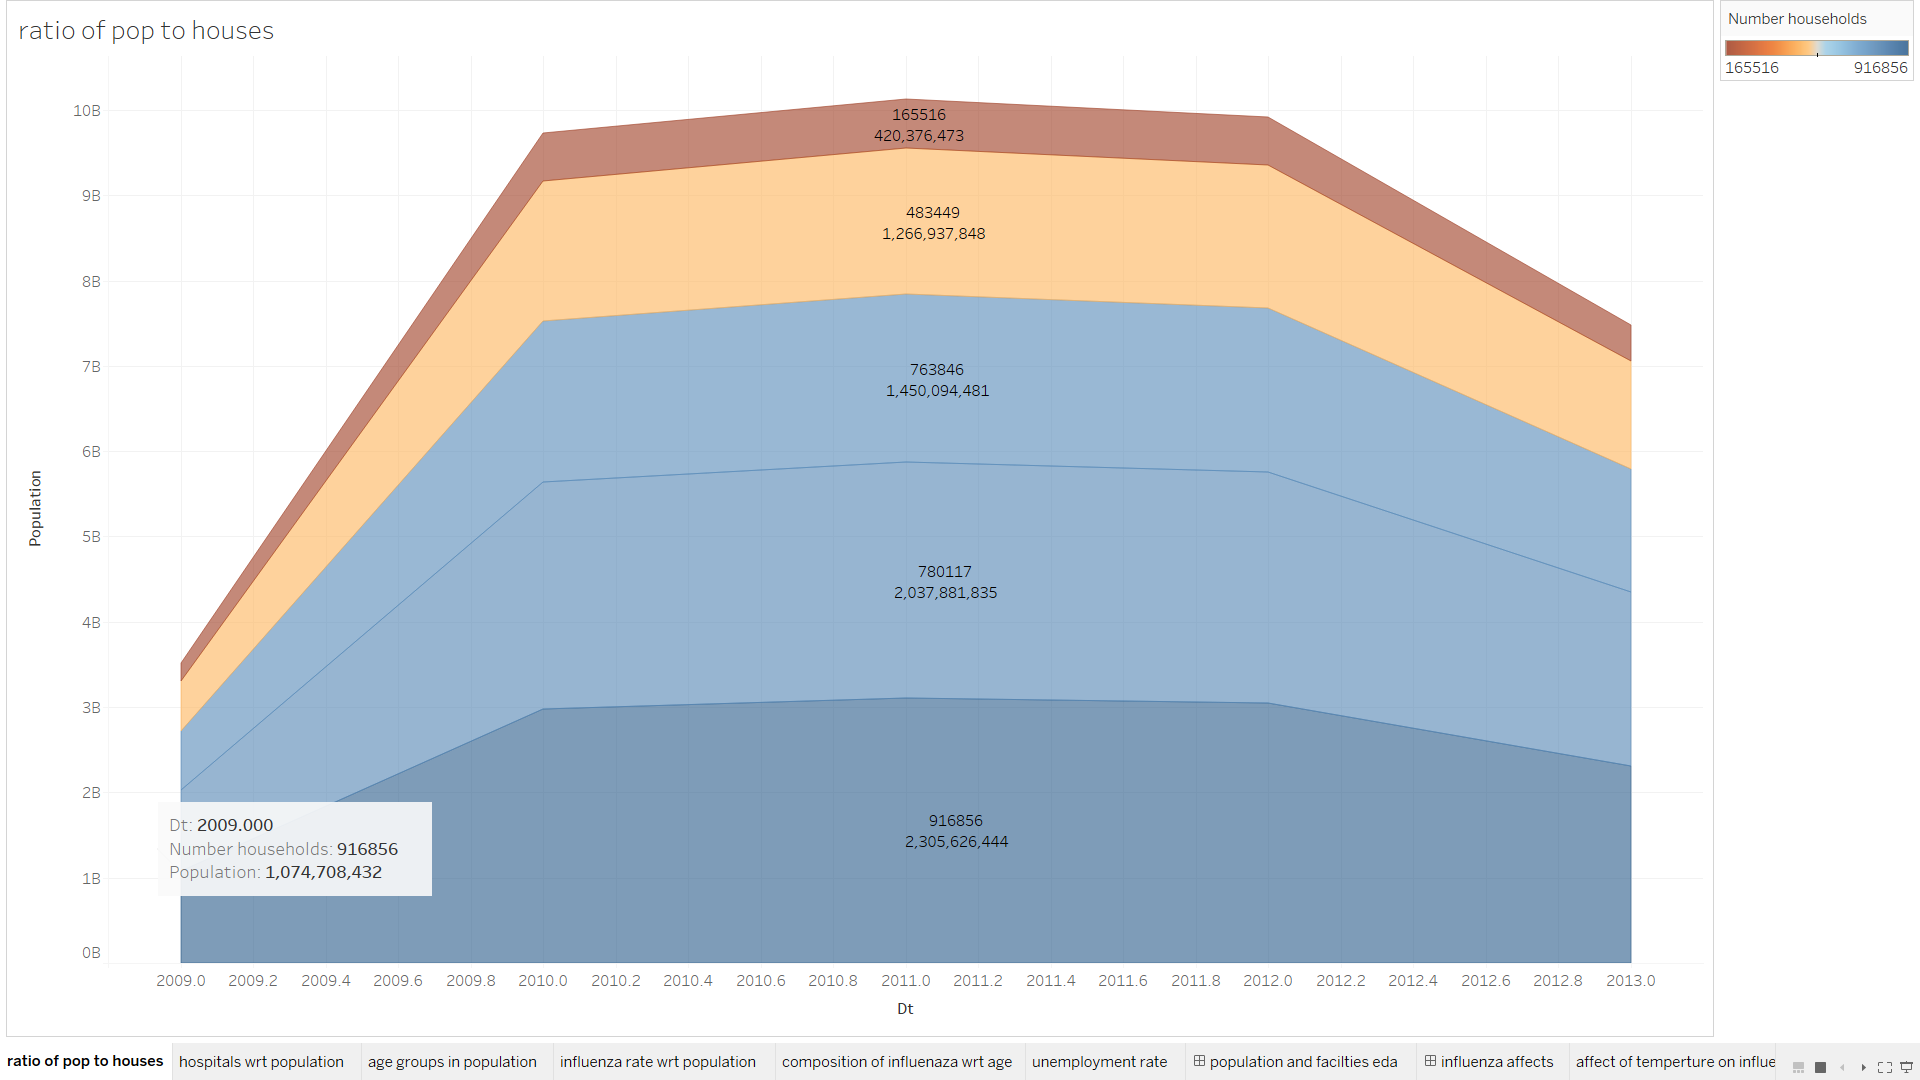 ratio of pop to houses
Number households
165516 916856
10B
9B
8B
7B
6B
5B
4B
3B
2B
1B
0B
Population
165516
420,376,473
483449
1,266,937,848
763846
1,450,094,481
780117
2,037,881,835
916856
2,305,626,444
Dt: 2009.000
Number households: 916856
Population: 1,074,708,432
2009.0 2009.2 2009.4 2009.6 2009.8 2010.0 2010.2 2010.4 2010.6 2010.8 2011.0 2011.2 2011.4 2011.6 2011.8 2012.0 2012.2 2012.4 2012.6 2012.8 2013.0
Dt
ratio of pop to houses hospitals wrt population age groups in population influenza rate wrt population composition of influenaza wrt age unemployment rate population and facilties eda influenza affects affect of temperture on influe